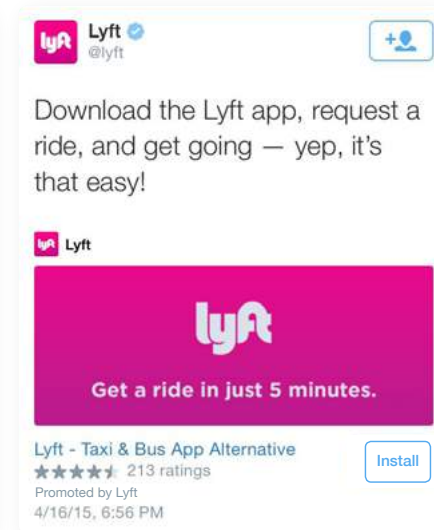 lyft
Lyft
@lyft
Download the Lyft app, request a
ride, and get going — yep, it's
that easy!
lyft Lyft
lyft
Get a ride in just 5 minutes.
Lyft - Taxi & Bus App Alternative
213 ratings
Install
Promoted by Lyft
4/16/15, 6:56 PM